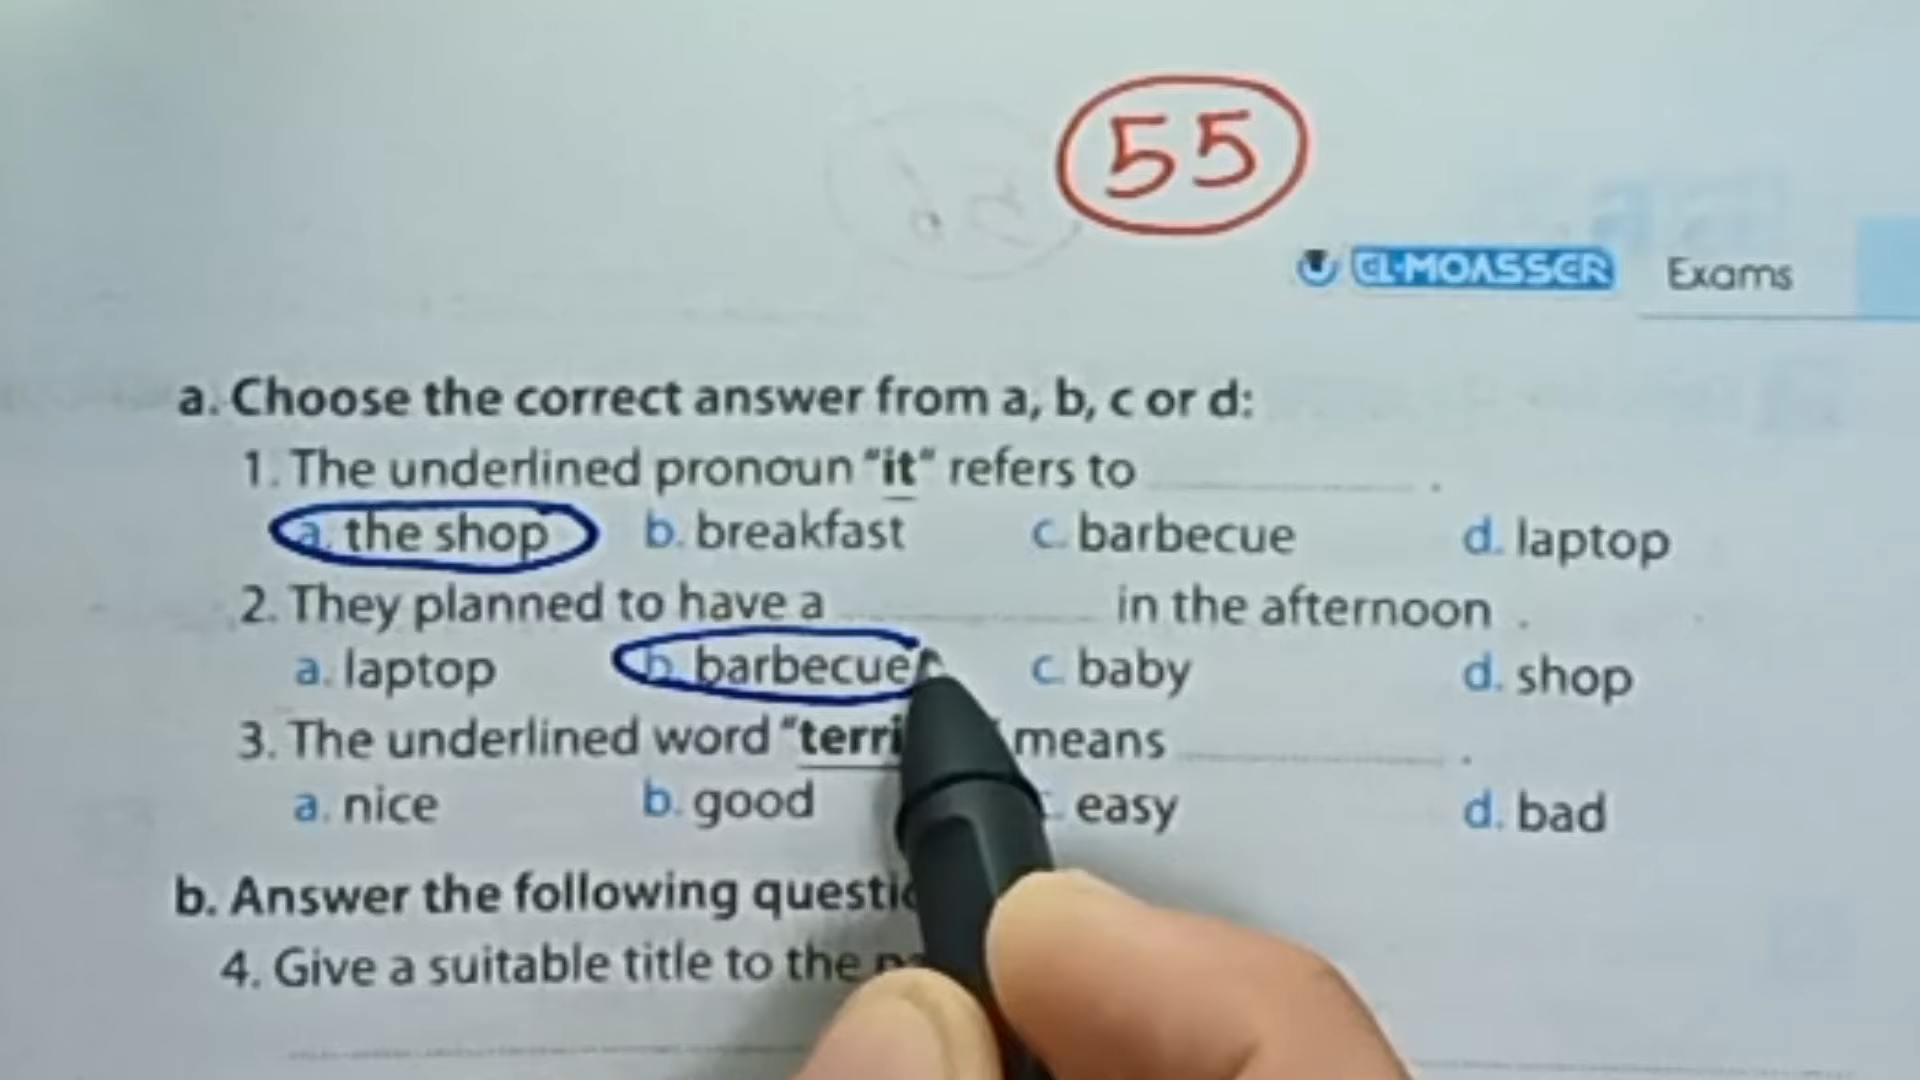 55
EL-MOASSER Exams
a. Choose the correct answer from a, b, c or d:
1. The underlined pronoun "it" refers to .
a. the shop b. breakfast c. barbecue d. laptop
2. They planned to have a in the afternoon .
a. laptop b. barbecue c. baby d. shop
3. The underlined word means .
a. nice b. good c. easy d. bad
b. Answer the following
4. Give a suitable title to the